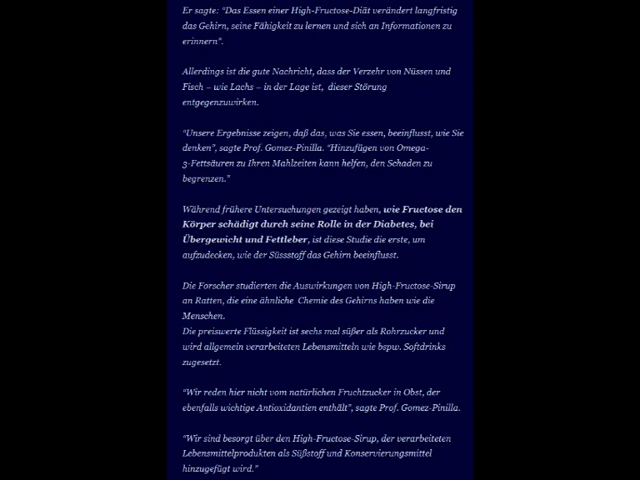 Er sagte: “Das Essen einer High-Fructose-Diät verändert langfristig
das Gehirn, seine Fähigkeit zu lernen und sich an Informationen zu
erinnern”.
Allerdings ist die gute Nachricht, dass der Verzehr von Nüssen und
Fisch – wie Lachs – in der Lage ist, dieser Störung
entgegenzuwirken.
“Unsere Ergebnisse zeigen, daß das, was Sie essen, beeinflusst, wie Sie
denken”, sagte Prof. Gomez-Pinilla. “Hinzufügen von Omega-
3-Fettsäuren zu Ihren Mahlzeiten kann helfen, den Schaden zu
begrenzen.”
Während frühere Untersuchungen gezeigt haben, wie Fructose den
Körper schädigt durch seine Rolle in der Diabetes, bei
Übergewicht und Fettleber, ist diese Studie die erste, um
aufzudecken, wie der Süssstoff das Gehirn beeinflusst.
Die Forscher studierten die Auswirkungen von High-Fructose-Sirup
an Ratten, die eine ähnliche Chemie des Gehirns haben wie die
Menschen.
Die preiswerte Flüssigkeit ist sechs mal süßer als Rohrzucker und
wird allgemein verarbeiteten Lebensmitteln wie bspw. Softdrinks
zugesetzt.
“Wir reden hier nicht vom natürlichen Fruchtzucker in Obst, der
ebenfalls wichtige Antioxidantien enthält”, sagte Prof. Gomez-Pinilla.
“Wir sind besorgt über den High-Fructose-Sirup, der verarbeiteten
Lebensmittelprodukten als Süßstoff und Konservierungsmittel
hinzugefügt wird.”